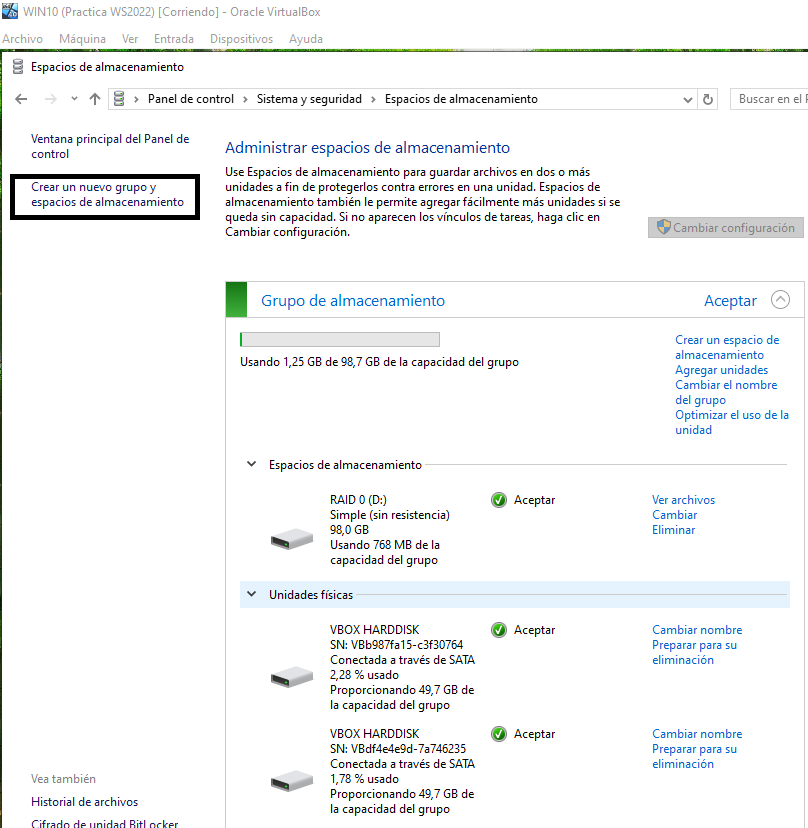 WIN10 (Practica WS2022) [Corriendo] - Oracle VirtualBox
Archivo Máquina Ver Entrada Dispositivos Ayuda
Espacios de almacenamiento
Panel de control > Sistema y seguridad > Espacios de almacenamiento
Buscar en el
Ventana principal del Panel de
control
Crear un nuevo grupo y
espacios de almacenamiento
Administrar espacios de almacenamiento
Use Espacios de almacenamiento para guardar archivos en dos o más
unidades a fin de protegerlos contra errores en una unidad. Espacios de
almacenamiento también le permite agregar fácilmente más unidades si se
queda sin capacidad. Si no aparecen los vínculos de tareas, haga clic en
Cambiar configuración.
Cambiar configuración
Grupo de almacenamiento
Aceptar
Usando 1,25 GB de 98,7 GB de la capacidad del grupo
Crear un espacio de
almacenamiento
Agregar unidades
Cambiar el nombre
del grupo
Optimizar el uso de la
unidad
Espacios de almacenamiento
RAID 0 (D:)
Simple (sin resistencia)
98,0 GB
Usando 768 MB de la
capacidad del grupo
Aceptar
Ver archivos
Cambiar
Eliminar
Unidades físicas
VBOX HARDDISK
SN: VBb987fa15-c3f30764
Conectada a través de SATA
2,28 % usado
Proporcionando 49,7 GB de
la capacidad del grupo
Aceptar
Cambiar nombre
Preparar para su
eliminación
VBOX HARDDISK
SN: VBdf4e4e9d-7a746235
Conectada a través de SATA
1,78 % usado
Proporcionando 49,7 GB de
la capacidad del grupo
Aceptar
Cambiar nombre
Preparar para su
eliminación
Vea también
Historial de archivos
Cifrado de unidad BitLocker